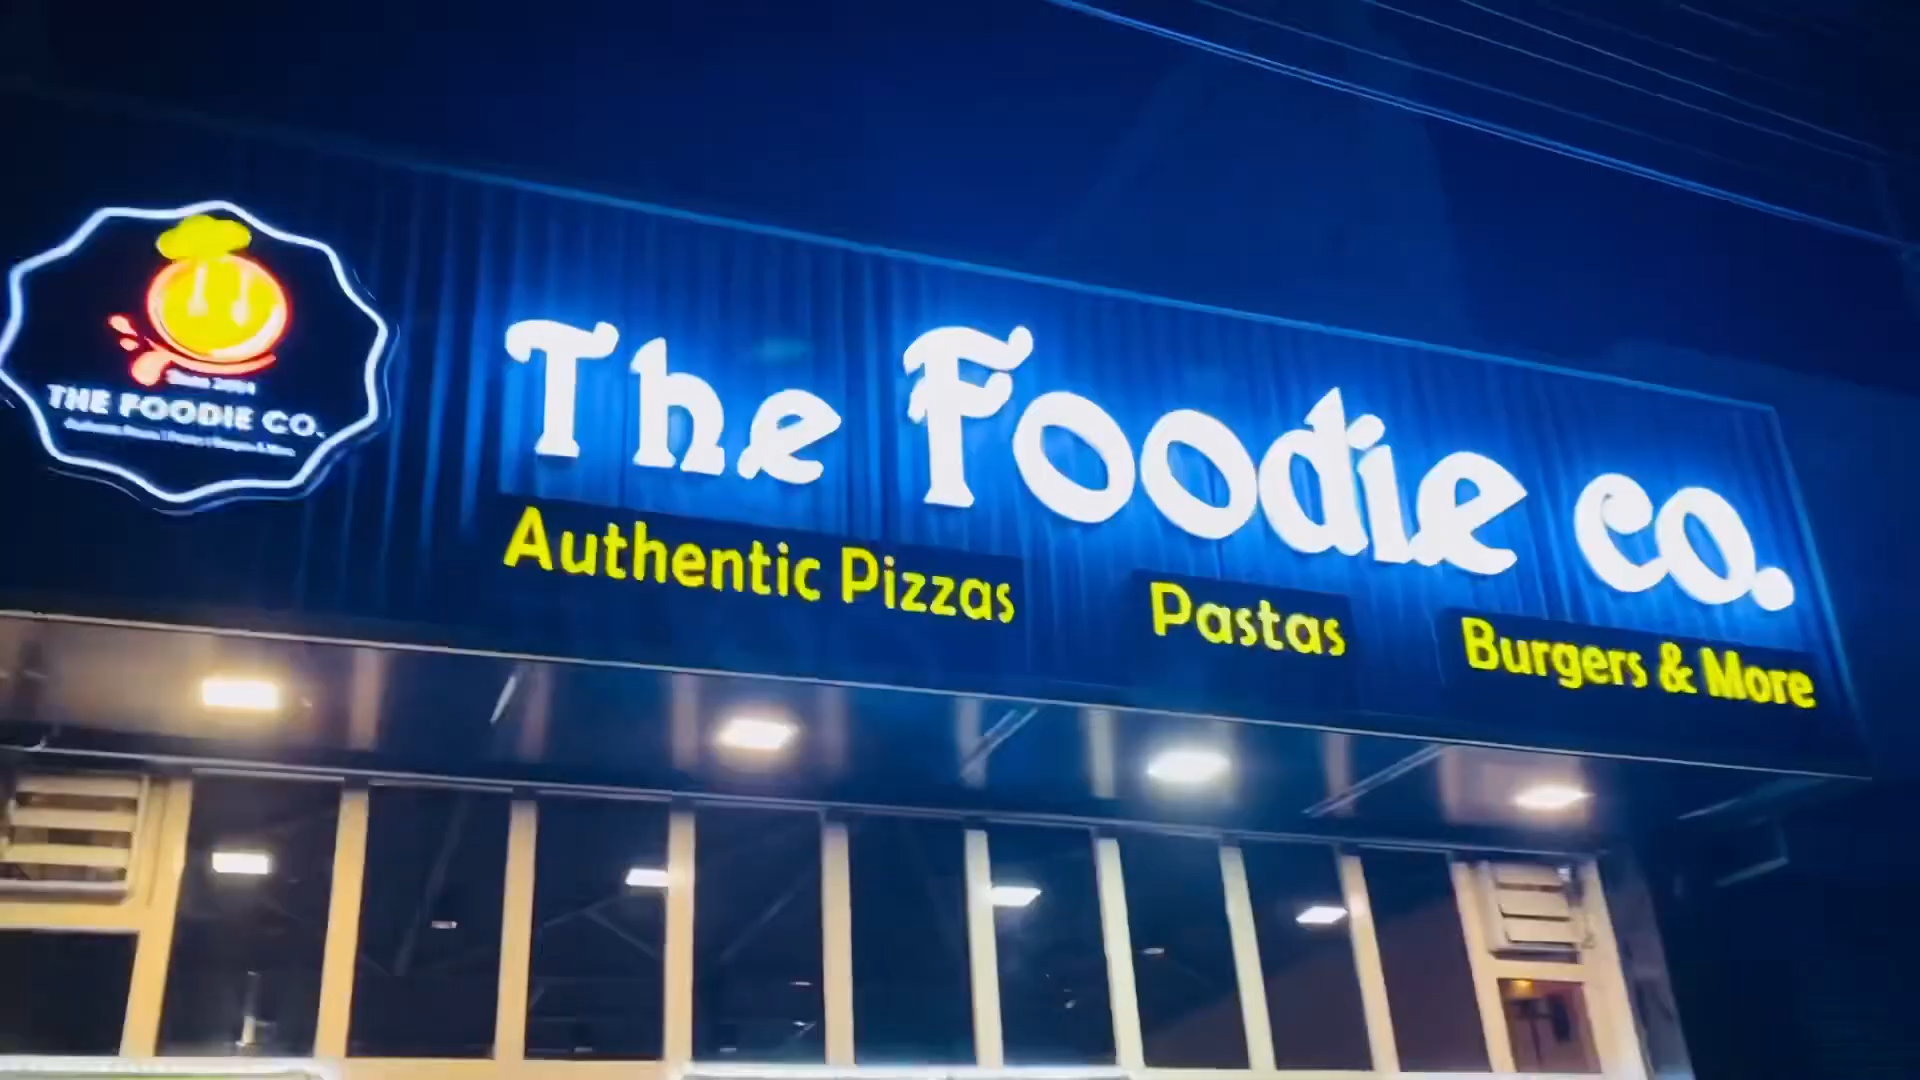 THE FOODIE CO.
The Foodie co.
Authentic Pizzas
Pastas
Burgers & More